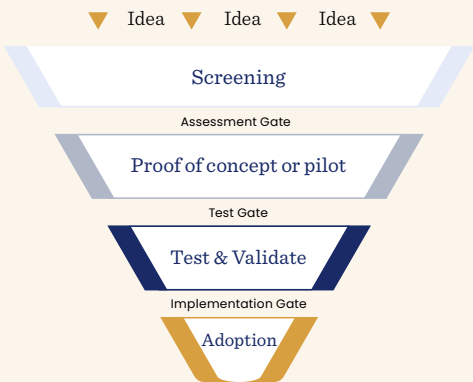 Idea Idea Idea
Screening
Assessment Gate
Proof of concept or pilot
Test Gate
Test & Validate
Implementation Gate
Adoption